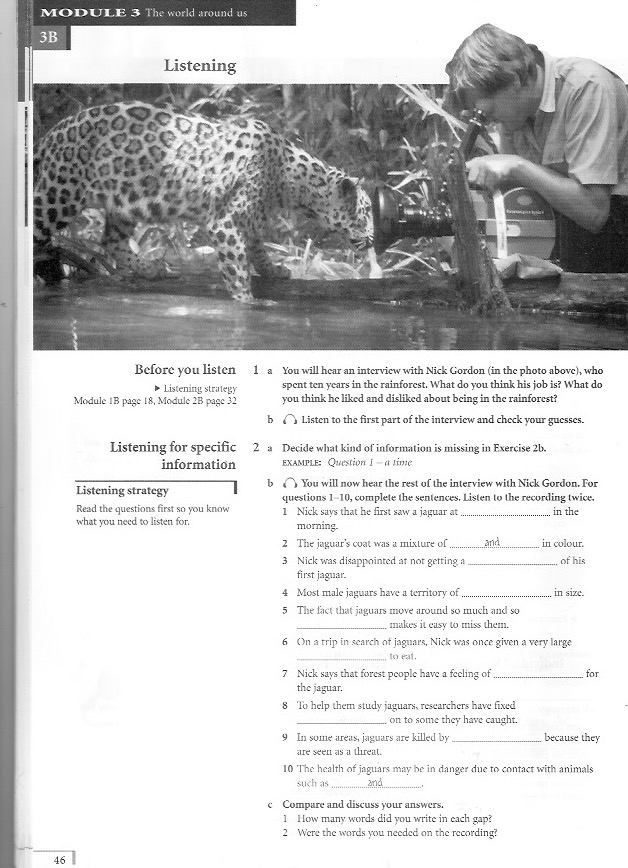 MODULE 3 The world around us
3B
Listening
Before you listen
▶ Listening strategy
Module 1B page 18, Module 2B page 32
1 a You will hear an interview with Nick Gordon (in the photo above), who
spent ten years in the rainforest. What do you think his job is? What do
you think he liked and disliked about being in the rainforest?
b Listen to the first part of the interview and check your guesses.
Listening for specific
information
Listening strategy
Read the questions first so you know
what you need to listen for.
2 a Decide what kind of information is missing in Exercise 2b.
EXAMPLE: Question 1 – a time
b You will now hear the rest of the interview with Nick Gordon. For
questions 1–10, complete the sentences. Listen to the recording twice.
1 Nick says that he first saw a jaguar at ____________ in the
morning.
2 The jaguar's coat was a mixture of ______and______ in colour.
3 Nick was disappointed at not getting a ____________ of his
first jaguar.
4 Most male jaguars have a territory of ____________ in size.
5 The fact that jaguars move around so much and so
____________ makes it easy to miss them.
6 On a trip in search of jaguars, Nick was once given a very large
____________ to eat.
7 Nick says that forest people have a feeling of ____________ for
the jaguar.
8 To help them study jaguars, researchers have fixed
____________ on to some they have caught.
9 In some areas, jaguars are killed by ____________ because they
are seen as a threat.
10 The health of jaguars may be in danger due to contact with animals
such as ______and______.
c Compare and discuss your answers.
1 How many words did you write in each gap?
2 Were the words you needed on the recording?
46